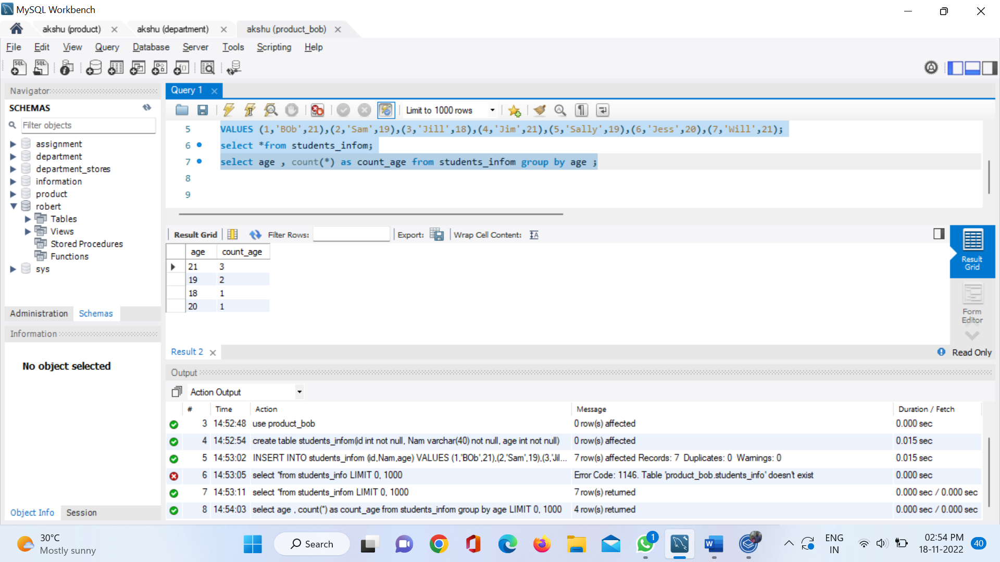 MySQL Workbench
akshu (product)
akshu (department)
akshu (product_bob)
File Edit View Query Database Server Tools Scripting Help
SQL SQL
Navigator
SCHEMAS
Filter objects
assignment
department
department_stores
information
product
robert
Tables
Views
Stored Procedures
Functions
sys
Administration Schemas
Information
No object selected
Object Info Session
Query 1
Limit to 1000 rows
5 VALUES (1,'BOb',21),(2,'Sam',19),(3,'Jill',18),(4,'Jim',21),(5,'Sally',19),(6,'Jess',20),(7,'Will',21);
6 select *from students_infom;
7 select age , count(*) as count_age from students_infom group by age ;
8
9
Result Grid Filter Rows: Export: Wrap Cell Content:
age count_age
21 3
19 2
18 1
20 1
Result Grid
Form Editor
Result 2
Read Only
Output
Action Output
# Time Action Message Duration / Fetch
3 14:52:48 use product_bob 0 row(s) affected 0.000 sec
4 14:52:54 create table students_infom(id int not null, Nam varchar(40) not null, age int not null) 0 row(s) affected 0.015 sec
5 14:53:02 INSERT INTO students_infom (id,Nam,age) VALUES (1,'BOb',21),(2,'Sam',19),(3,'Jil... 7 row(s) affected Records: 7 Duplicates: 0 Warnings: 0 0.015 sec
6 14:53:05 select *from students_info LIMIT 0, 1000 Error Code: 1146. Table 'product_bob.students_info' doesn't exist 0.000 sec
7 14:53:11 select *from students_infom LIMIT 0, 1000 7 row(s) returned 0.000 sec / 0.000 sec
8 14:54:03 select age , count(*) as count_age from students_infom group by age LIMIT 0, 1000 4 row(s) returned 0.000 sec / 0.000 sec
30°C
Mostly sunny
Search
1
W
ENG
IN
02:54 PM
18-11-2022
40